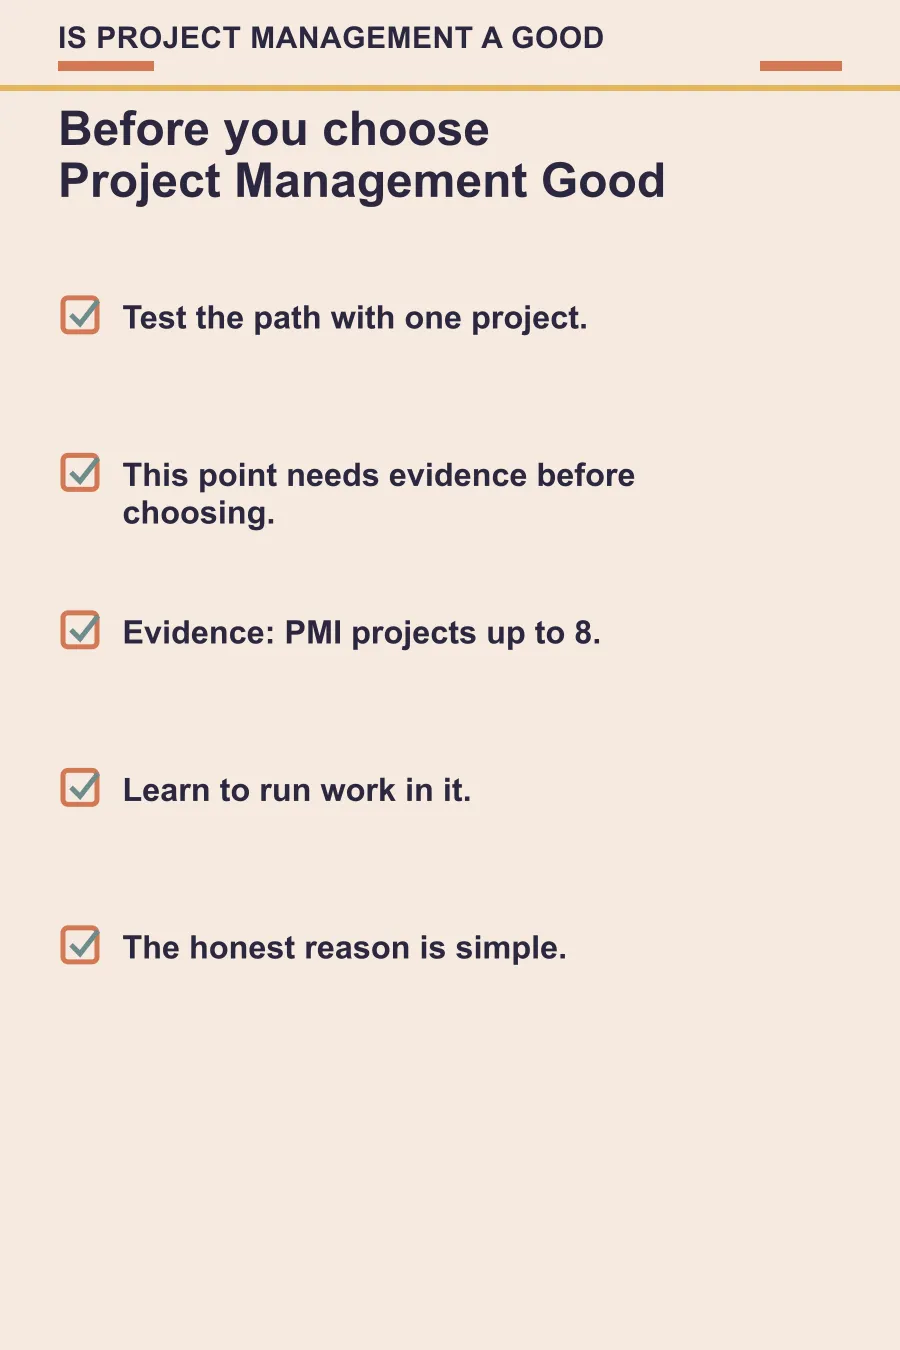 IS PROJECT MANAGEMENT A GOOD
Before you choose
Project Management Good
Test the path with one project.
This point needs evidence before
choosing.
Evidence: PMI projects up to 8.
Learn to run work in it.
The honest reason is simple.